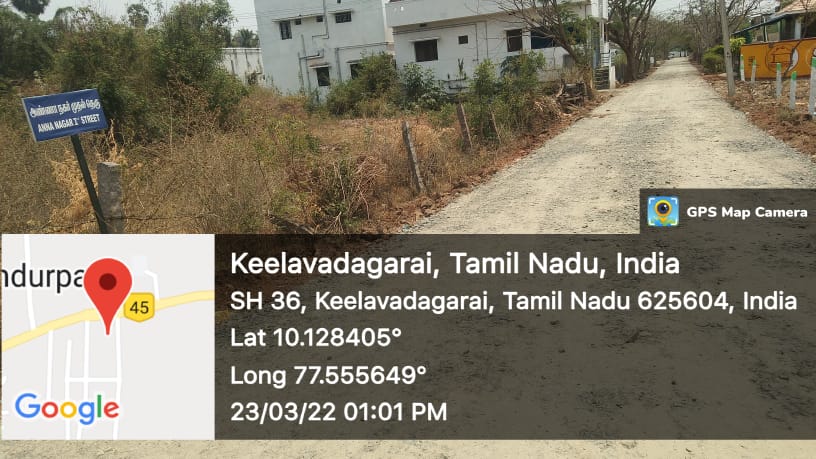 அண்ணா நகர் முதல் தெரு
ANNA NAGAR Iˢᵗ STREET
GPS Map Camera
ndurpa
45
Google
Keelavadagarai, Tamil Nadu, India
SH 36, Keelavadagarai, Tamil Nadu 625604, India
Lat 10.128405°
Long 77.555649°
23/03/22 01:01 PM